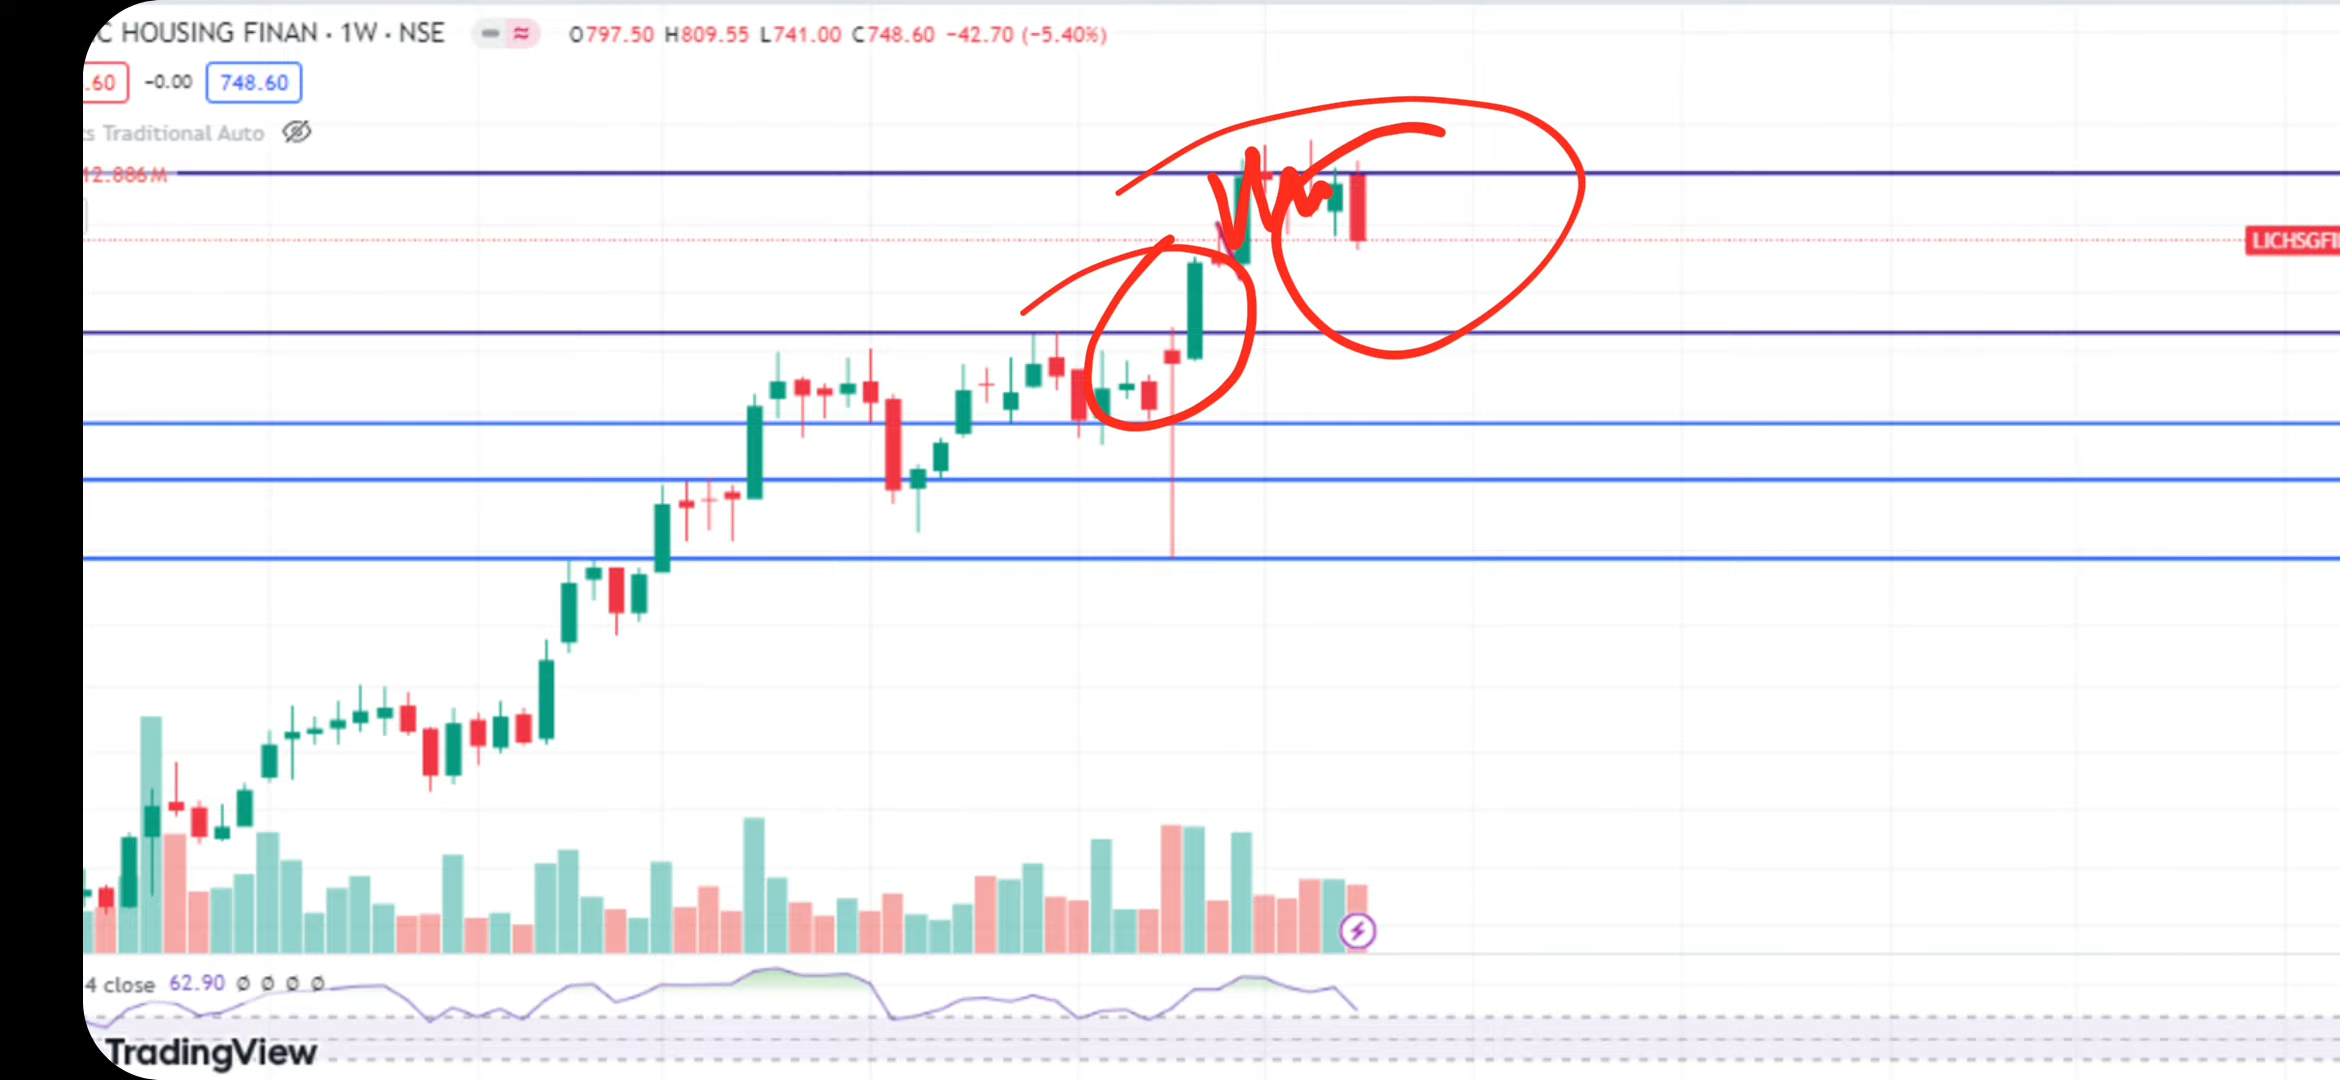 C HOUSING FINAN · 1W · NSE O797.50 H809.55 L741.00 C748.60 −42.70 (−5.40%)
.60 −0.00 748.60
s Traditional Auto
12.886M
LICHSGFI
4 close 62.90 Ø Ø Ø Ø
TradingView